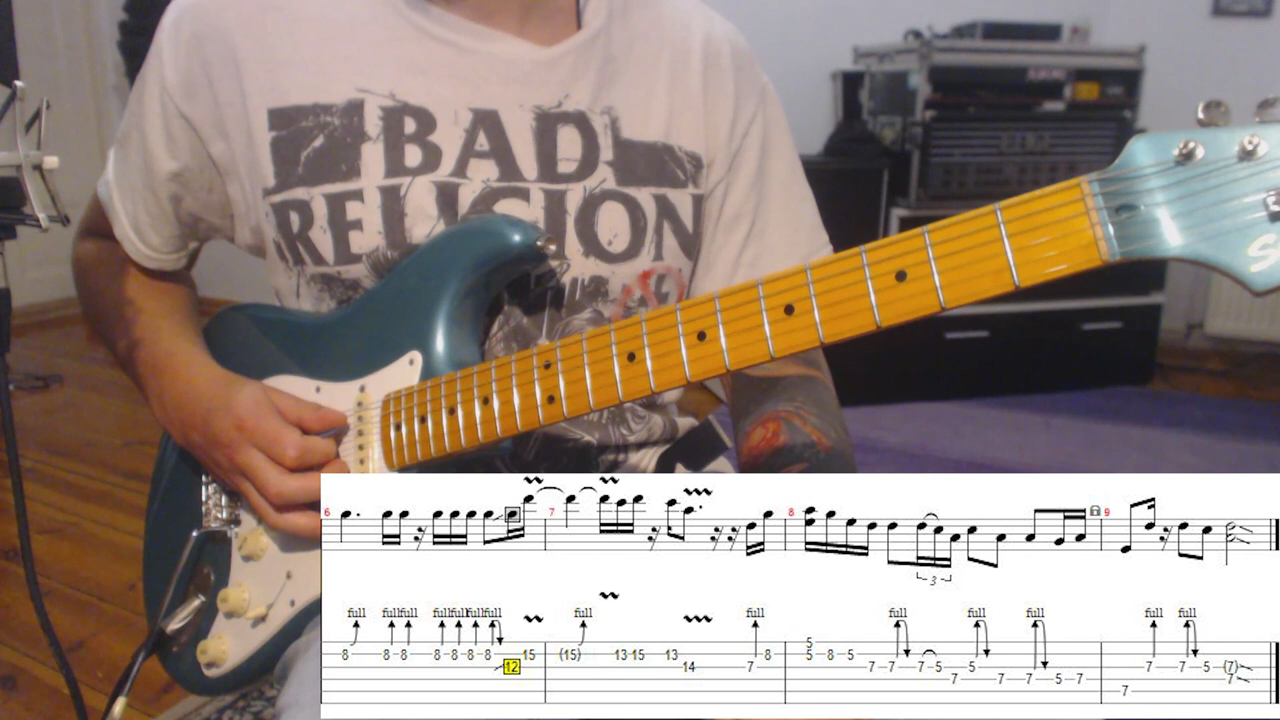 BAD
RELIGION
S
6 7 8 9
3
full full full full full full full full full full full full full full
8 8 8 8 8 8 8 12 15 (15) 13 15 13 14 7 8 5 5 8 5 7 7 7 5 7 5 7 7 5 7 7 7 7 5 (7) 7